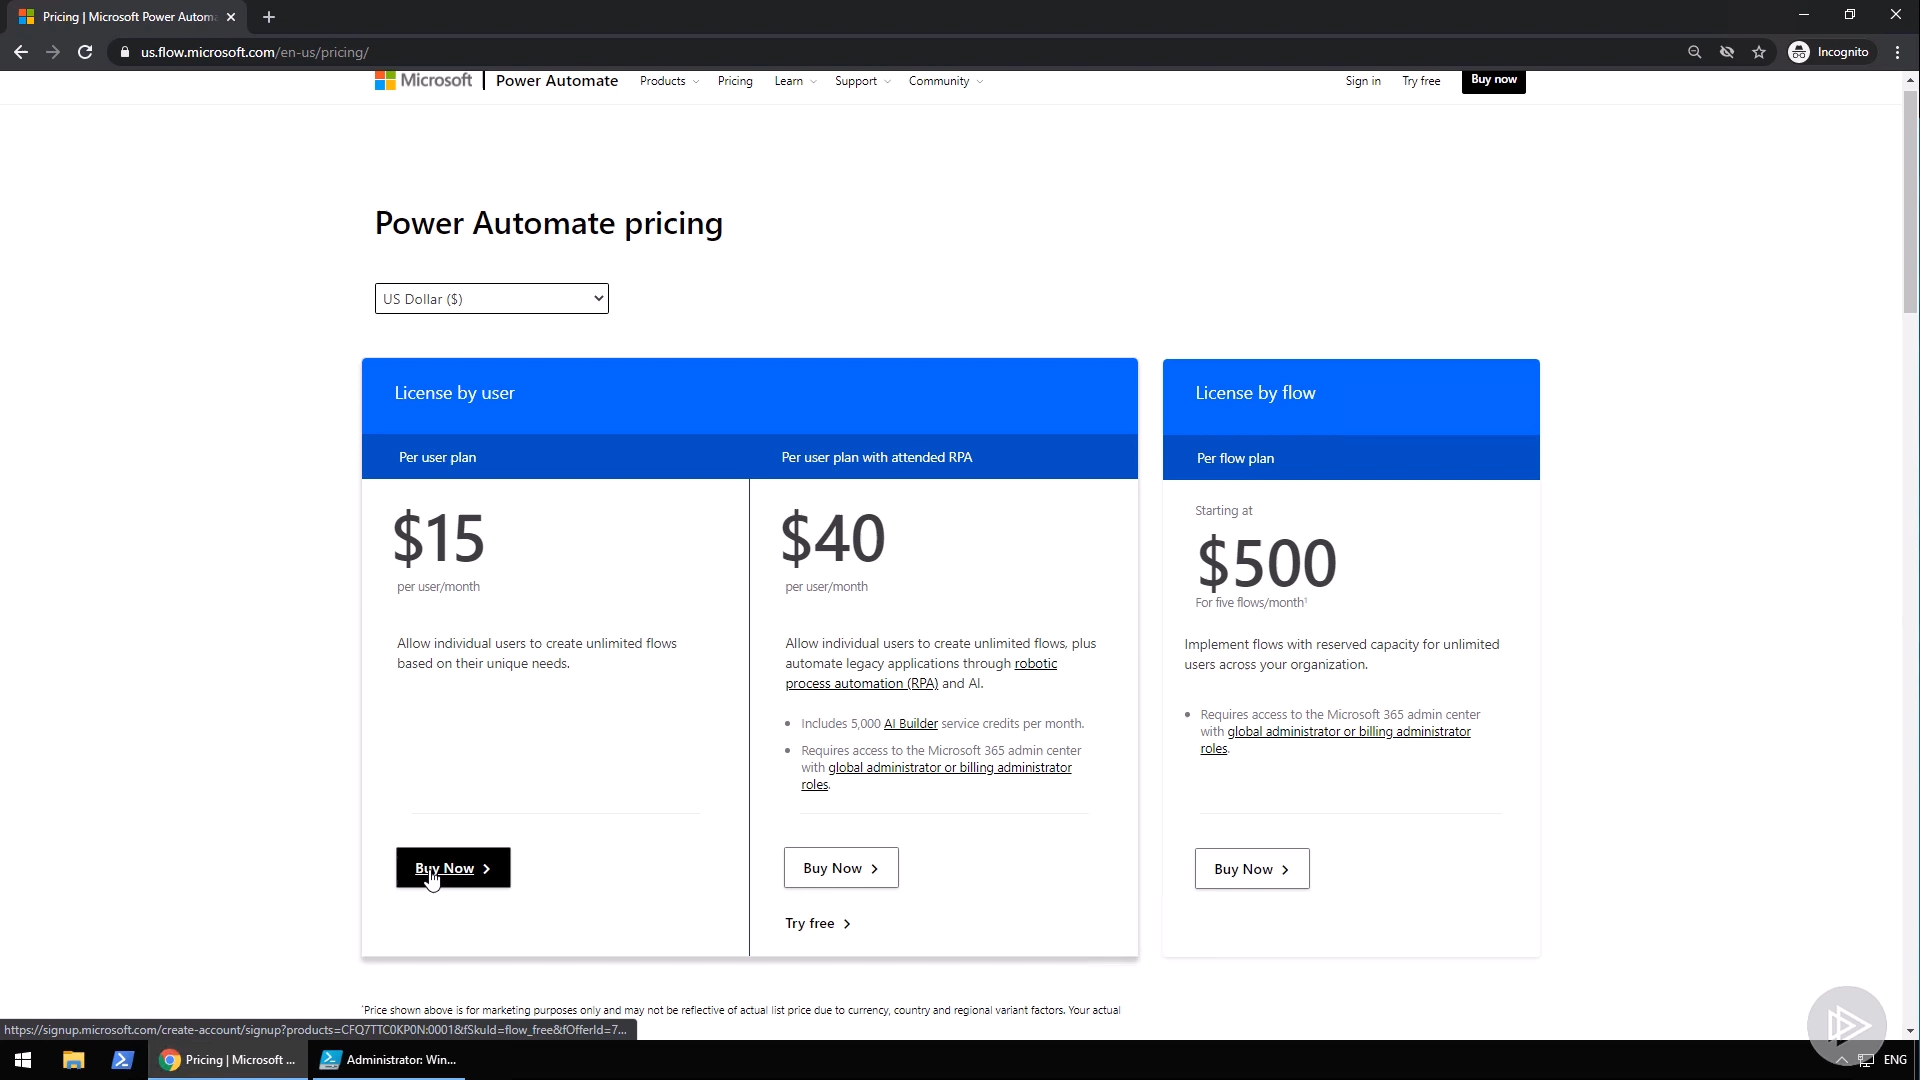 Pricing | Microsoft Power Autom
us.flow.microsoft.com/en-us/pricing/
Incognito
Microsoft
Power Automate
Products
Pricing
Learn
Support
Community
Sign in
Try free
Buy now
Power Automate pricing
US Dollar ($)
License by user
Per user plan
Per user plan with attended RPA
$15
per user/month
Allow individual users to create unlimited flows
based on their unique needs.
Buy Now
$40
per user/month
Allow individual users to create unlimited flows, plus
automate legacy applications through robotic
process automation (RPA) and AI.
• Includes 5,000 AI Builder service credits per month.
• Requires access to the Microsoft 365 admin center
with global administrator or billing administrator
roles.
Buy Now
Try free
License by flow
Per flow plan
Starting at
$500
For five flows/month¹
Implement flows with reserved capacity for unlimited
users across your organization.
• Requires access to the Microsoft 365 admin center
with global administrator or billing administrator
roles.
Buy Now
¹Price shown above is for marketing purposes only and may not be reflective of actual list price due to currency, country and regional variant factors. Your actual
https://signup.microsoft.com/create-account/signup?products=CFQ7TTC0KP0N:0001&fSkuId=flow_free&fOfferId=7...
Pricing | Microsoft ...
Administrator: Win...
ENG